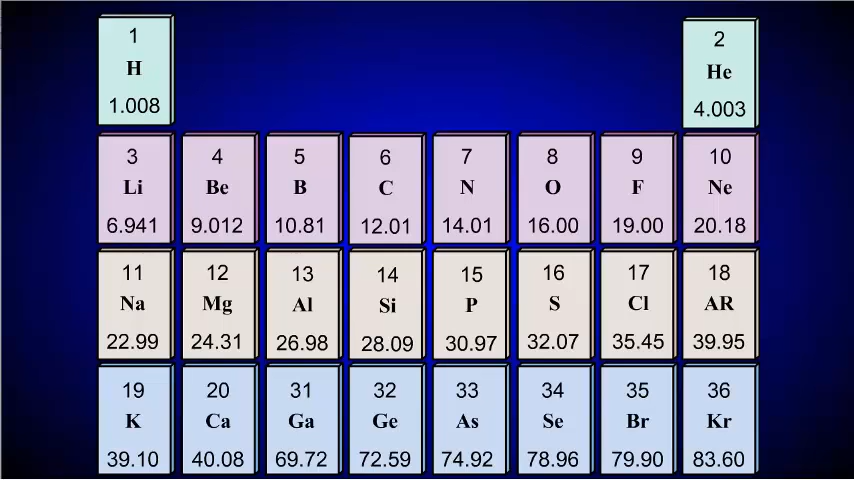 1 2
H He
1.008 4.003
3 4 5 6 7 8 9 10
Li Be B C N O F Ne
6.941 9.012 10.81 12.01 14.01 16.00 19.00 20.18
11 12 13 14 15 16 17 18
Na Mg Al Si P S Cl AR
22.99 24.31 26.98 28.09 30.97 32.07 35.45 39.95
19 20 31 32 33 34 35 36
K Ca Ga Ge As Se Br Kr
39.10 40.08 69.72 72.59 74.92 78.96 79.90 83.60